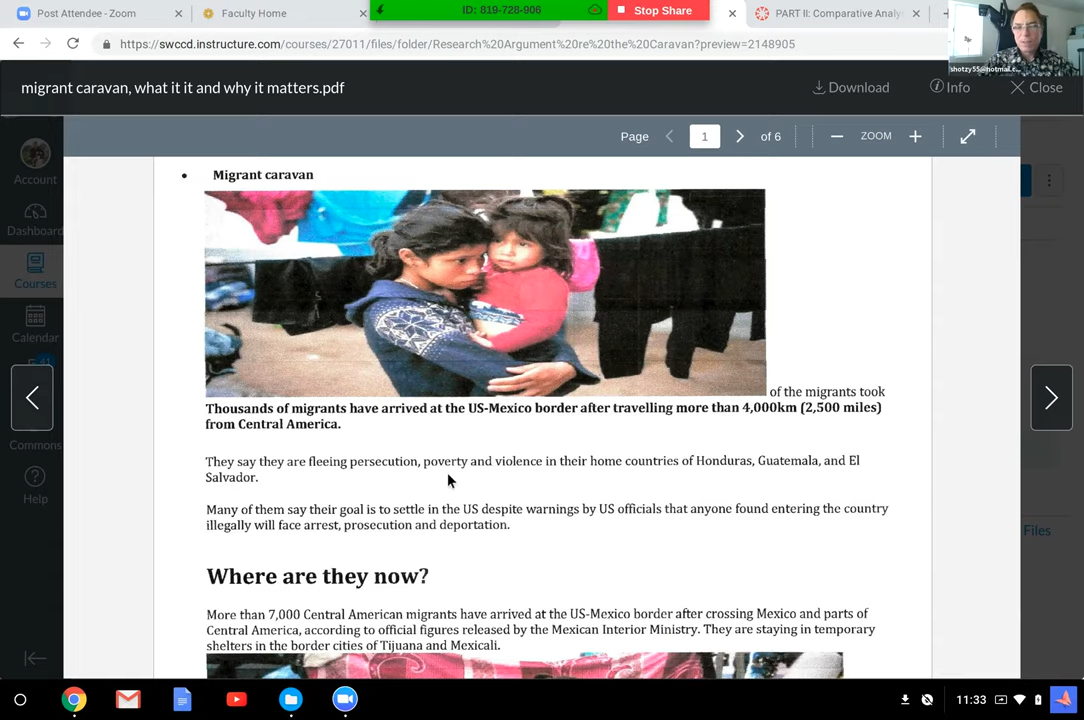 Post Attendee - Zoom
Faculty Home
ID: 819-728-906
Stop Share
PART II: Comparative Analys
https://swccd.instructure.com/courses/27011/files/folder/Research%20Argument%20re%20the%20Caravan?preview=2148905
shotzy55@hotmail.c...
migrant caravan, what it it and why it matters.pdf
Download
Info
Close
Page
1
of 6
ZOOM
Account
Dashboard
Courses
Calendar
41
Commons
Help
Files
• Migrant caravan
of the migrants took
Thousands of migrants have arrived at the US-Mexico border after travelling more than 4,000km (2,500 miles)
from Central America.
They say they are fleeing persecution, poverty and violence in their home countries of Honduras, Guatemala, and El
Salvador.
Many of them say their goal is to settle in the US despite warnings by US officials that anyone found entering the country
illegally will face arrest, prosecution and deportation.
Where are they now?
More than 7,000 Central American migrants have arrived at the US-Mexico border after crossing Mexico and parts of
Central America, according to official figures released by the Mexican Interior Ministry. They are staying in temporary
shelters in the border cities of Tijuana and Mexicali.
11:33